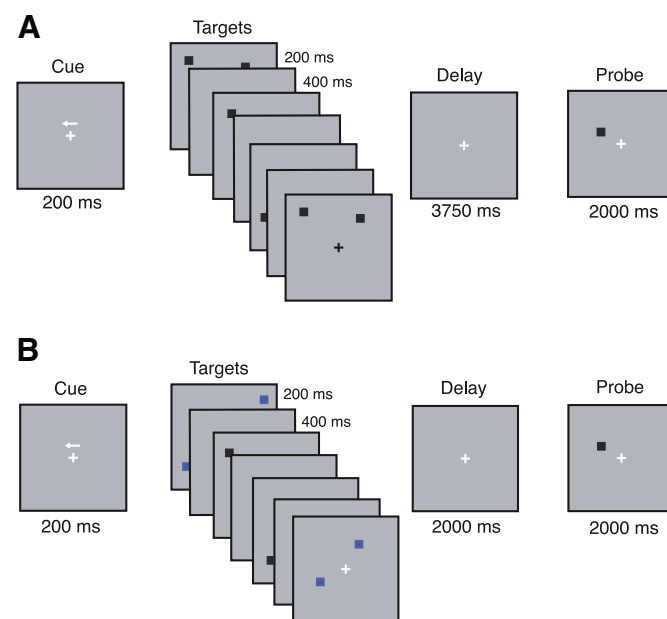 A
Targets
Cue
200 ms
400 ms
Delay
Probe
200 ms
3750 ms
2000 ms
B
Targets
Cue
200 ms
400 ms
Delay
Probe
200 ms
2000 ms
2000 ms